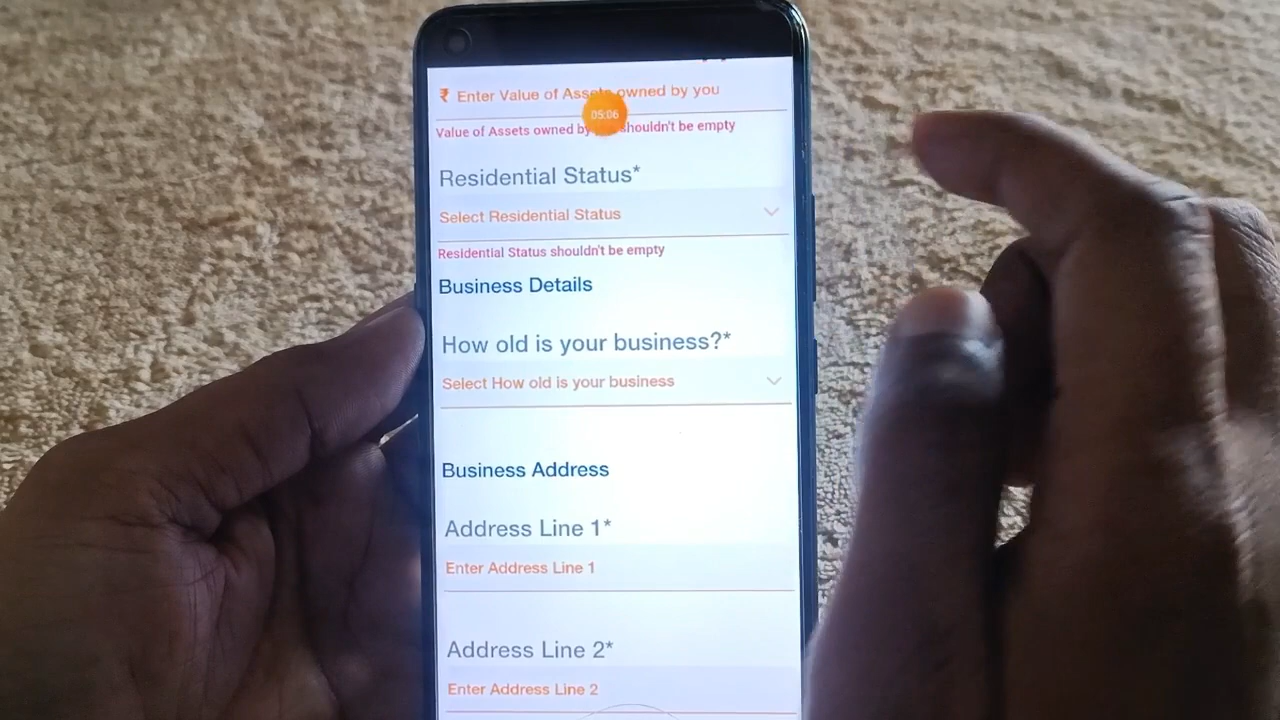 ₹ Enter Value of Assets owned by you
05:06
Value of Assets owned by shouldn't be empty
Residential Status*
Select Residential Status
Residential Status shouldn't be empty
Business Details
How old is your business?*
Select How old is your business
Business Address
Address Line 1*
Enter Address Line 1
Address Line 2*
Enter Address Line 2